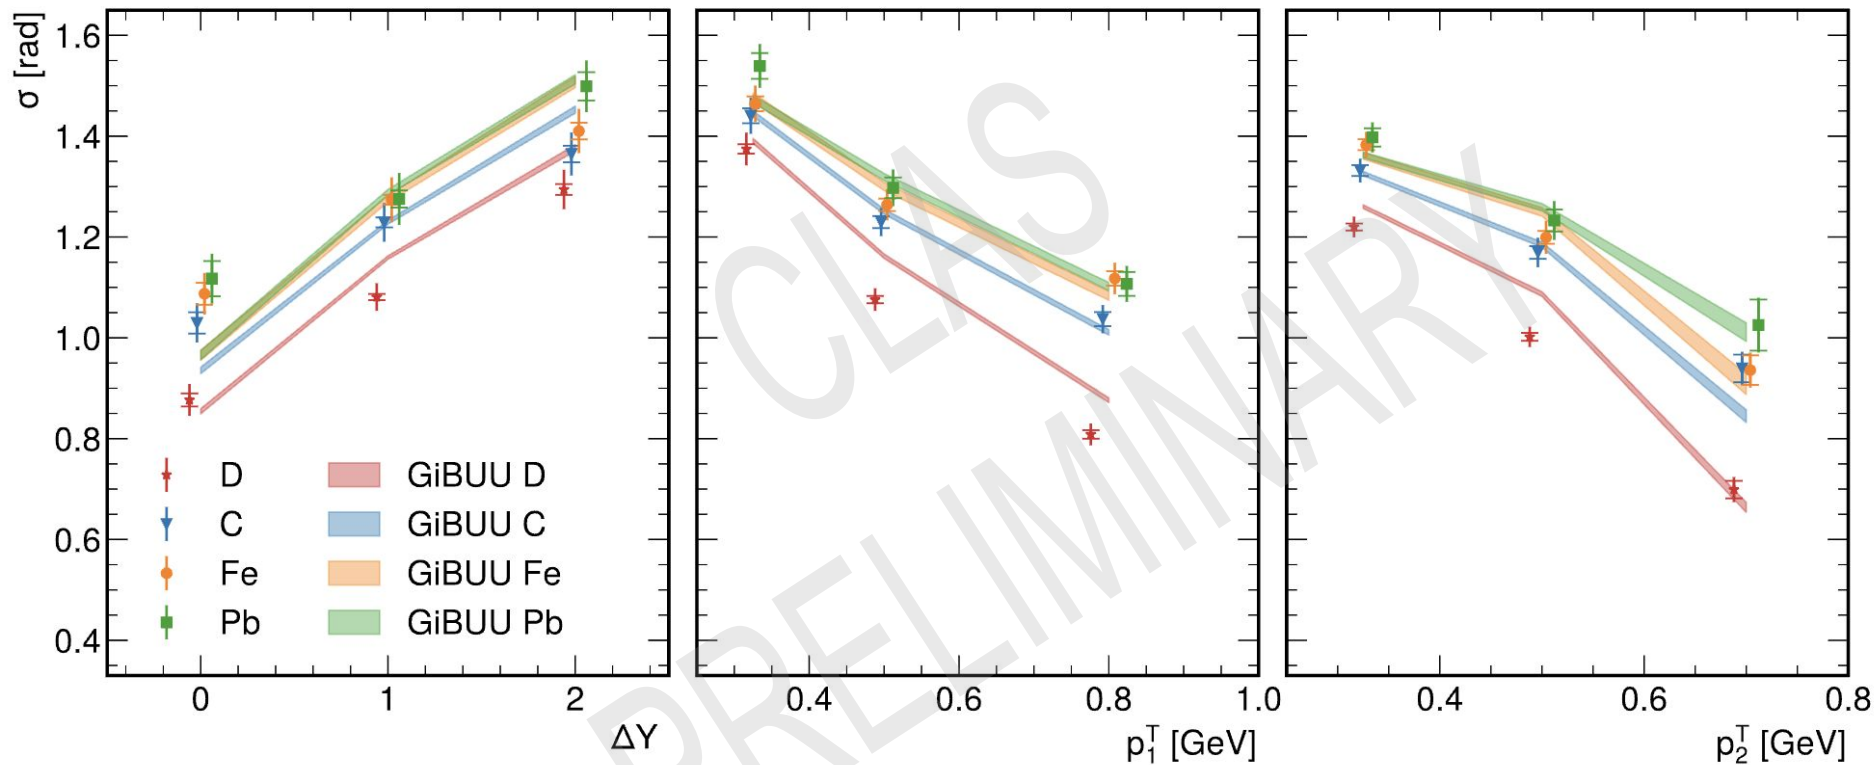 σ [rad]
1.6
1.4
1.2
1.0
0.8
0.6
0.4
D
GiBUU D
C
GiBUU C
Fe
GiBUU Fe
Pb
GiBUU Pb
0 1 2
ΔY
0.4 0.6 0.8 1.0
p₁ᵀ [GeV]
0.4 0.6 0.8
p₂ᵀ [GeV]
CLAS
PRELIMINARY